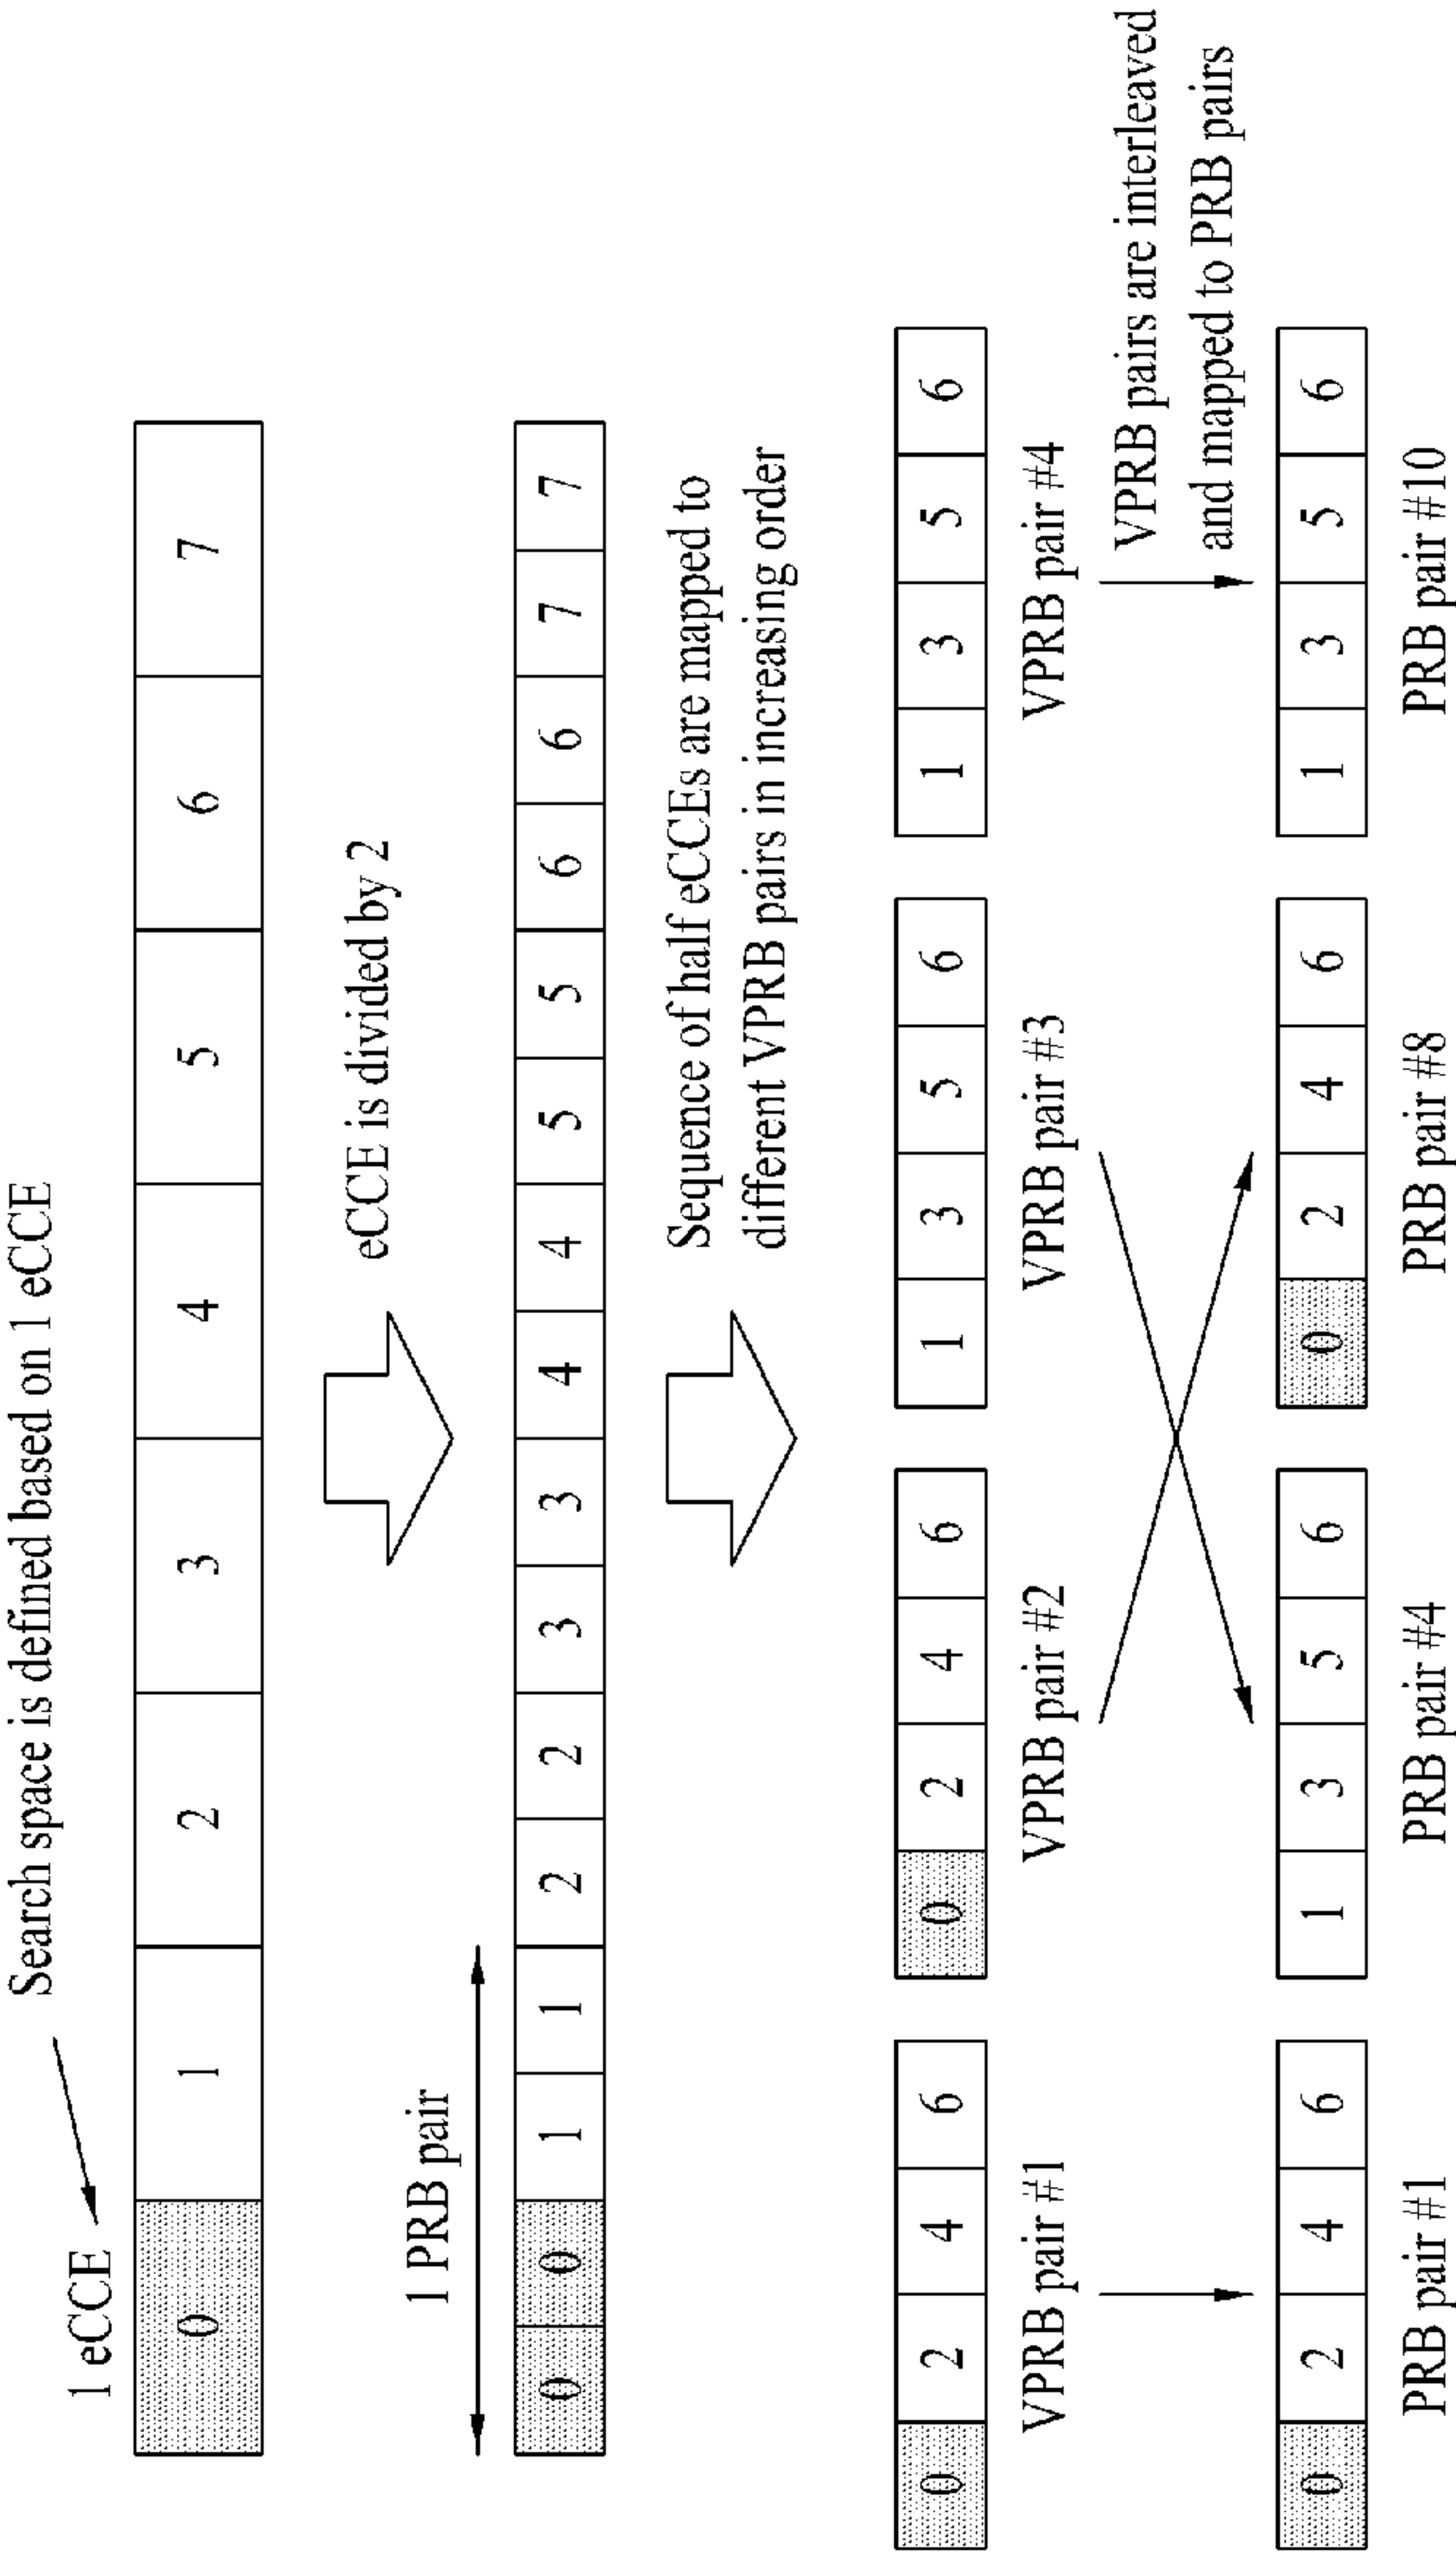 Search space is defined based on 1 eCCE
1 eCCE
0 1 2 3 4 5 6 7
eCCE is divided by 2
1 PRB pair
0 0 1 1 2 2 3 3 4 4 5 5 6 6 7 7
Sequence of half eCCEs are mapped to
different VPRB pairs in increasing order
0 2 4 6
0 2 4 6
1 3 5 6
1 3 5 6
VPRB pair #1
VPRB pair #2
VPRB pair #3
VPRB pair #4
VPRB pairs are interleaved
and mapped to PRB pairs
0 2 4 6
1 3 5 6
0 2 4 6
1 3 5 6
PRB pair #1
PRB pair #4
PRB pair #8
PRB pair #10